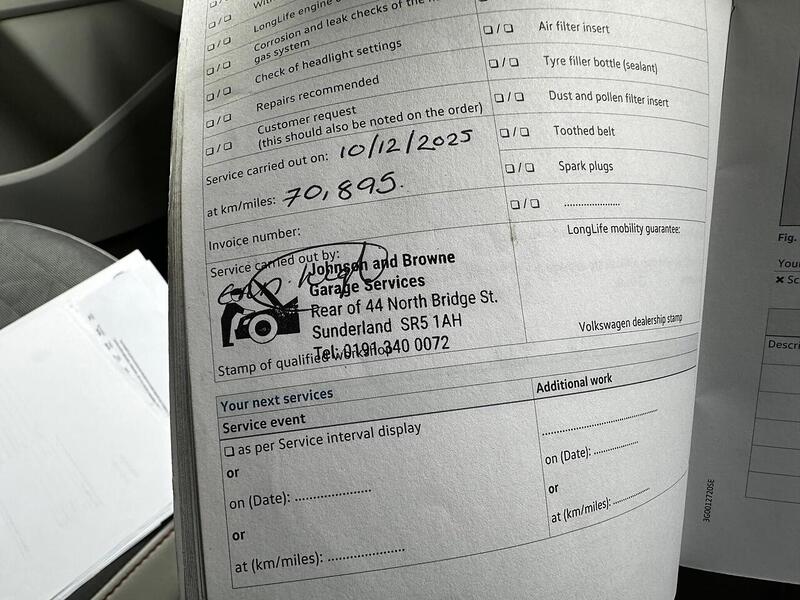 LongLife engine
Corrosion and leak checks of the
gas system
Check of headlight settings
Repairs recommended
Customer request
(this should also be noted on the order)
Service carried out on: 10/12/2025
at km/miles: 70,895.
Invoice number:
Service carried out by:
Johnson and Browne
Garage Services
Rear of 44 North Bridge St.
Sunderland SR5 1AH
Tel: 0191 340 0072
Stamp of qualified workshop
Air filter insert
Tyre filler bottle (sealant)
Dust and pollen filter insert
Toothed belt
Spark plugs
....................
LongLife mobility guarantee:
Volkswagen dealership stamp
Your next services
Service event
as per Service interval display
or
on (Date): ....................
or
at (km/miles): ....................
Additional work
..............................
on (Date): ............
or
at (km/miles): ..........
3G0012720SE
Fig.
You
Sc
Descri